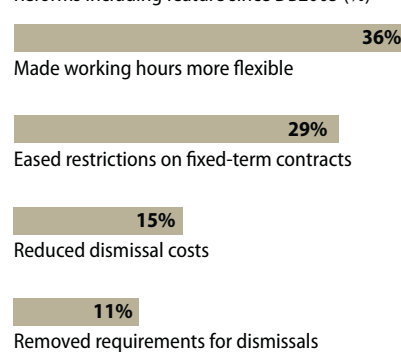 36%
Made working hours more flexible
29%
Eased restrictions on fixed-term contracts
15%
Reduced dismissal costs
11%
Removed requirements for dismissals